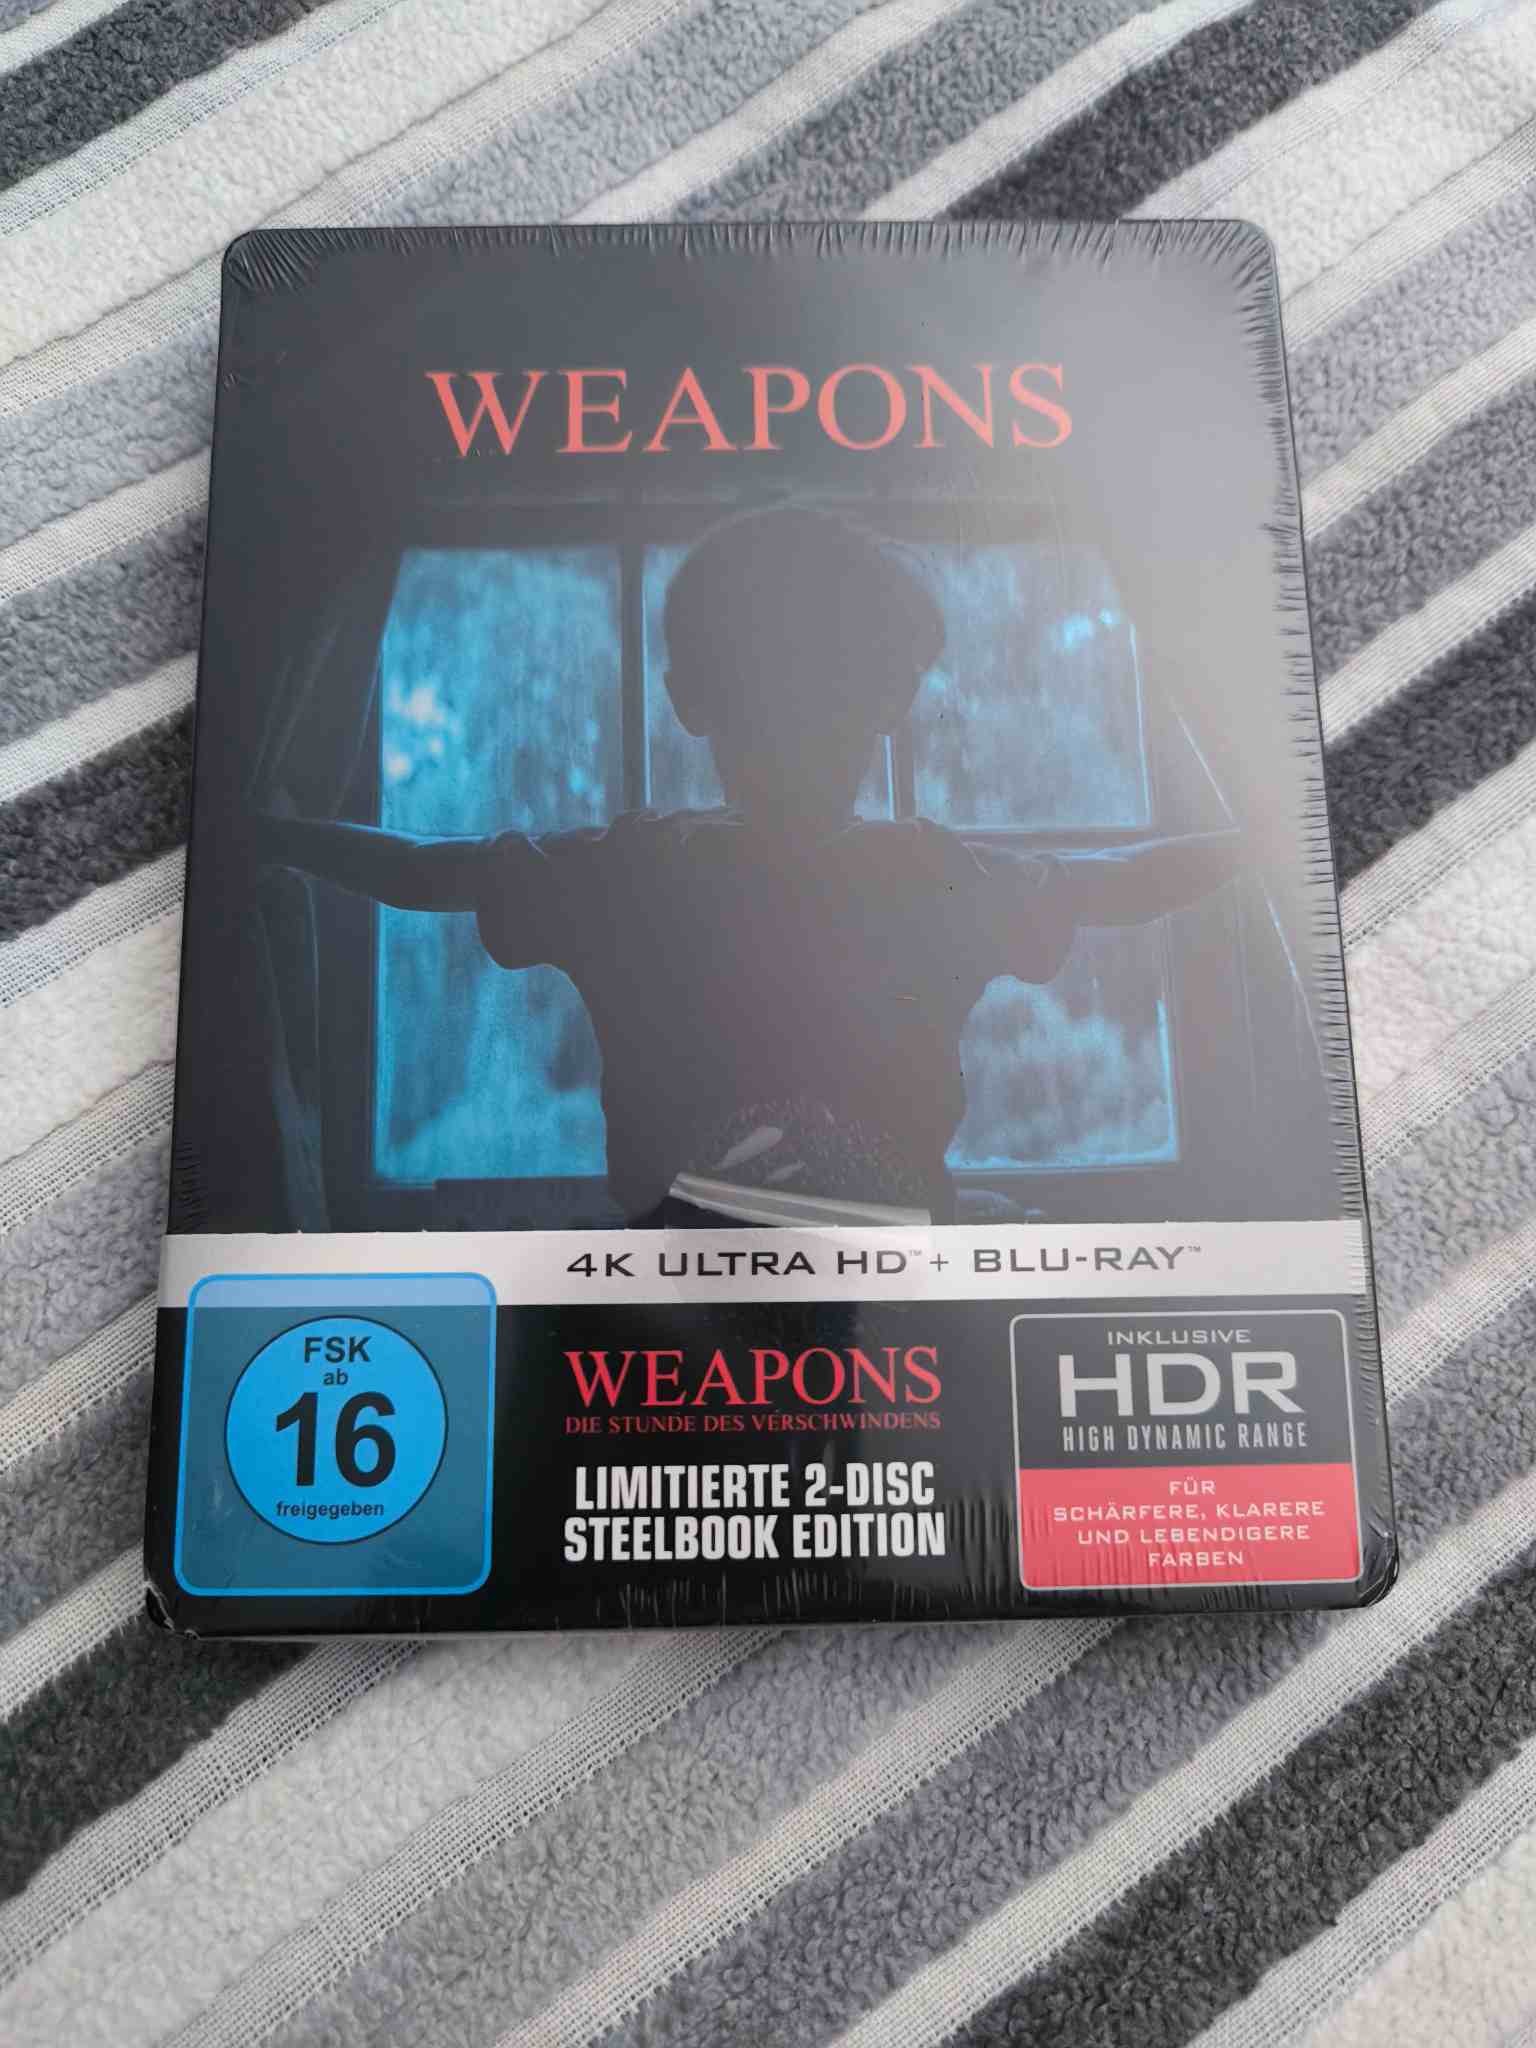 WEAPONS
4K ULTRA HD™ + BLU-RAY™
FSK
ab
16
freigegeben
WEAPONS
DIE STUNDE DES VERSCHWINDENS
LIMITIERTE 2-DISC
STEELBOOK EDITION
INKLUSIVE
HDR
HIGH DYNAMIC RANGE
FÜR
SCHÄRFERE, KLARERE
UND LEBENDIGERE
FARBEN